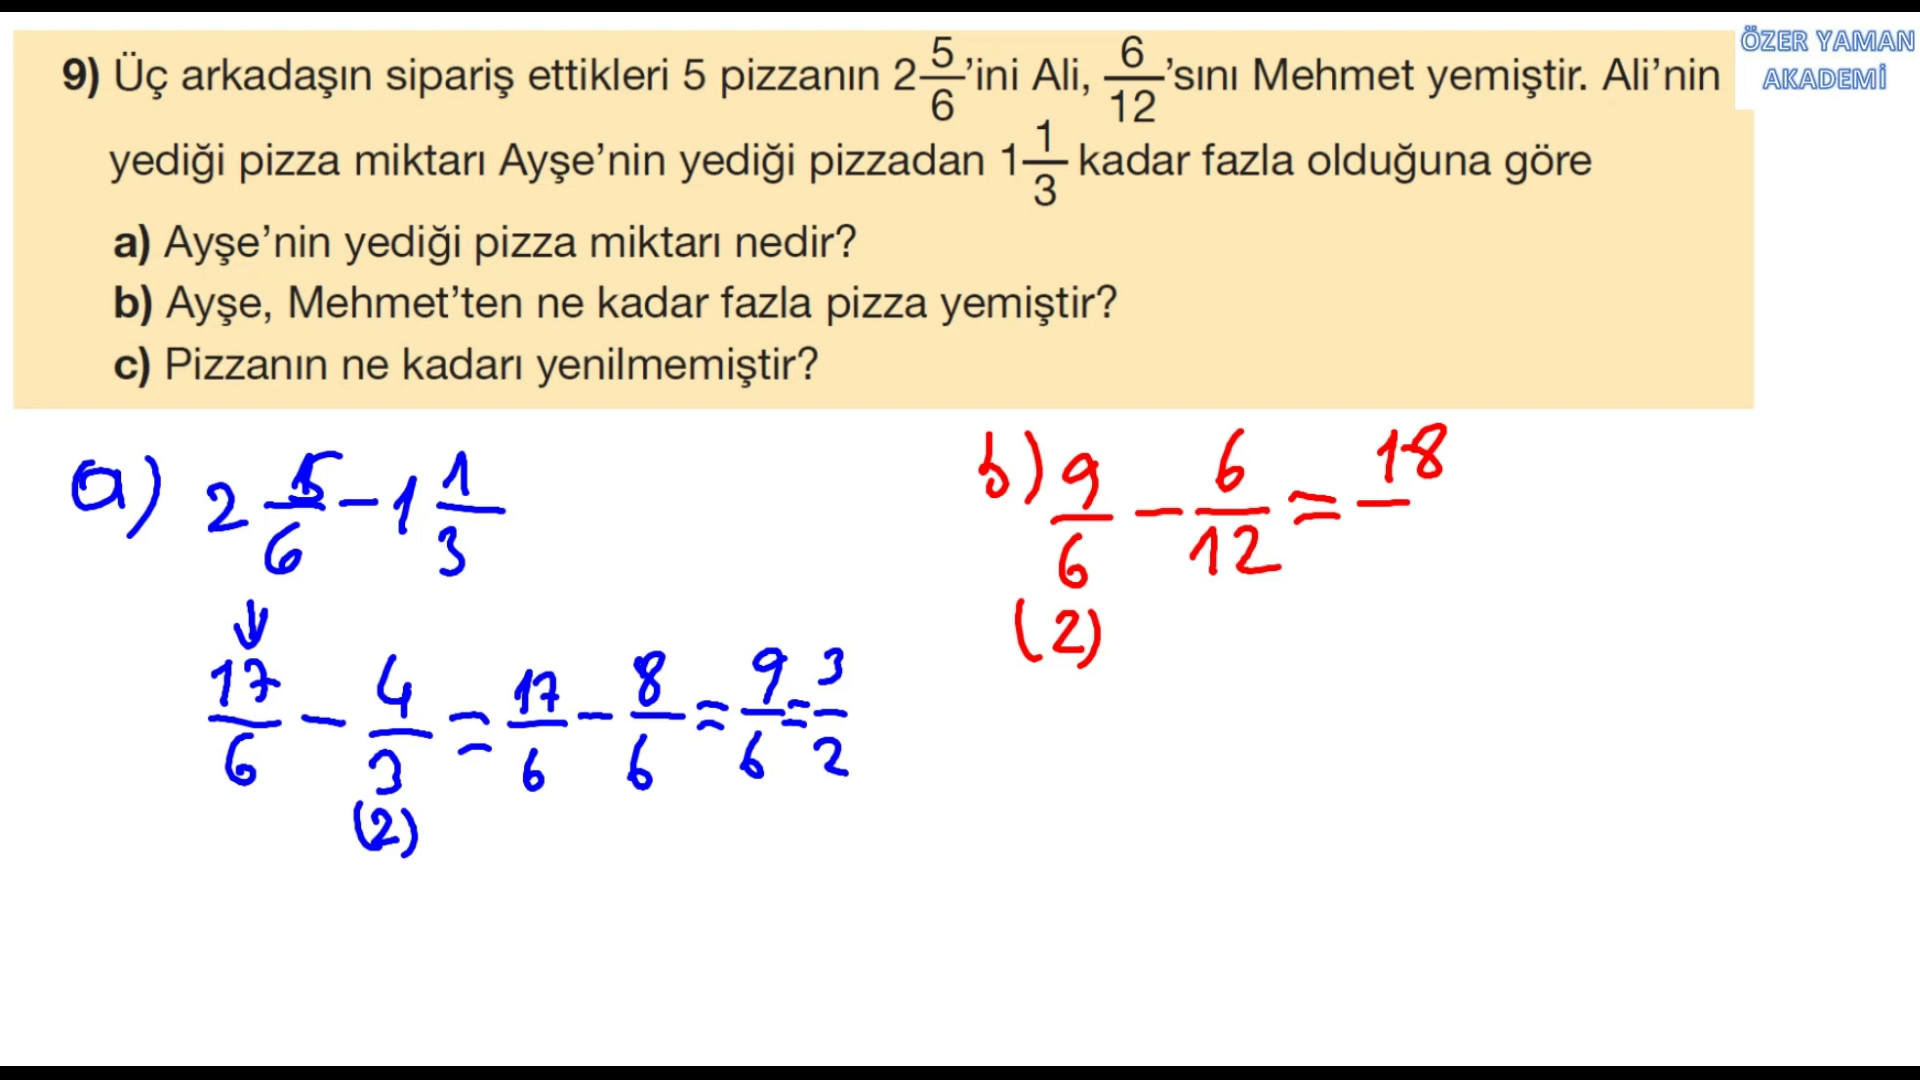 ÖZER YAMAN
AKADEMİ
9) Üç arkadaşın sipariş ettikleri 5 pizzanın 2 5/6'ini Ali, 6/12'sını Mehmet yemiştir. Ali'nin
yediği pizza miktarı Ayşe'nin yediği pizzadan 1 1/3 kadar fazla olduğuna göre
a) Ayşe'nin yediği pizza miktarı nedir?
b) Ayşe, Mehmet'ten ne kadar fazla pizza yemiştir?
c) Pizzanın ne kadarı yenilmemiştir?
a) 2 5/6 - 1 1/3
17/6 - 4/3 = 17/6 - 8/6 = 9/6 = 3/2
(2)
b) 9/6 - 6/12 = 18
(2)